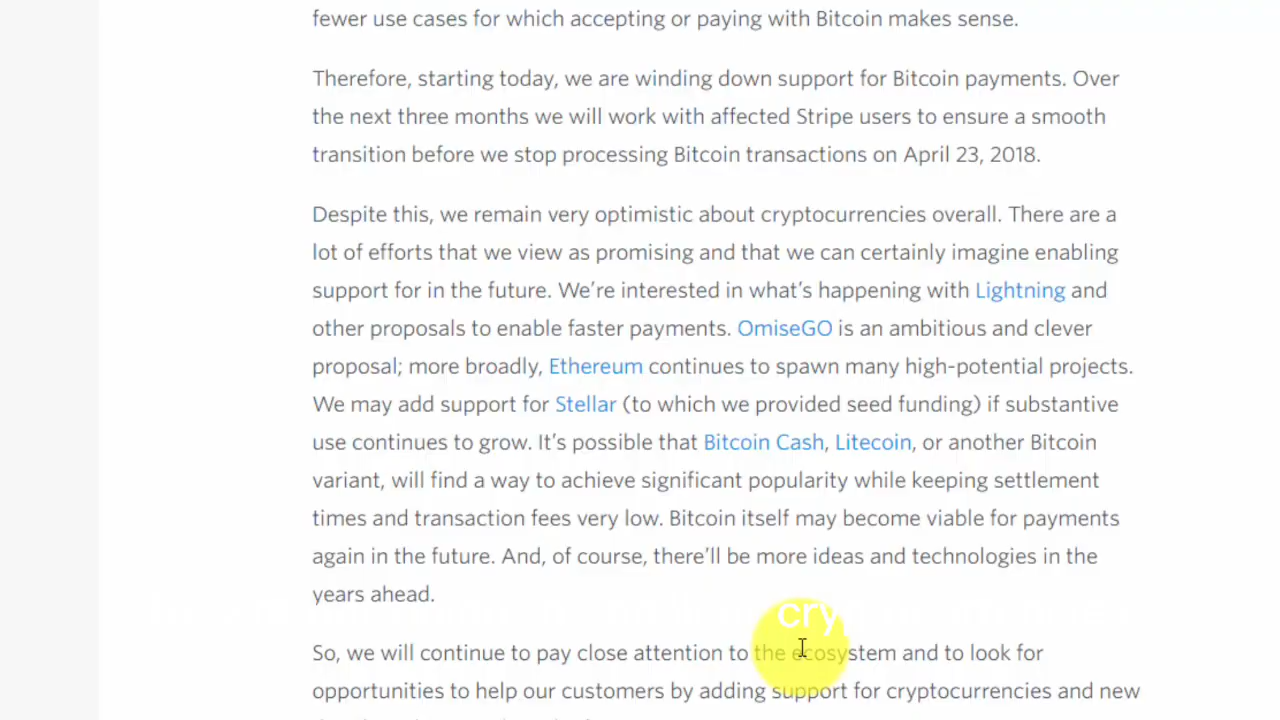 fewer use cases for which accepting or paying with Bitcoin makes sense.
Therefore, starting today, we are winding down support for Bitcoin payments. Over
the next three months we will work with affected Stripe users to ensure a smooth
transition before we stop processing Bitcoin transactions on April 23, 2018.
Despite this, we remain very optimistic about cryptocurrencies overall. There are a
lot of efforts that we view as promising and that we can certainly imagine enabling
support for in the future. We’re interested in what’s happening with Lightning and
other proposals to enable faster payments. OmiseGO is an ambitious and clever
proposal; more broadly, Ethereum continues to spawn many high-potential projects.
We may add support for Stellar (to which we provided seed funding) if substantive
use continues to grow. It’s possible that Bitcoin Cash, Litecoin, or another Bitcoin
variant, will find a way to achieve significant popularity while keeping settlement
times and transaction fees very low. Bitcoin itself may become viable for payments
again in the future. And, of course, there’ll be more ideas and technologies in the
years ahead.
So, we will continue to pay close attention to the ecosystem and to look for
opportunities to help our customers by adding support for cryptocurrencies and new